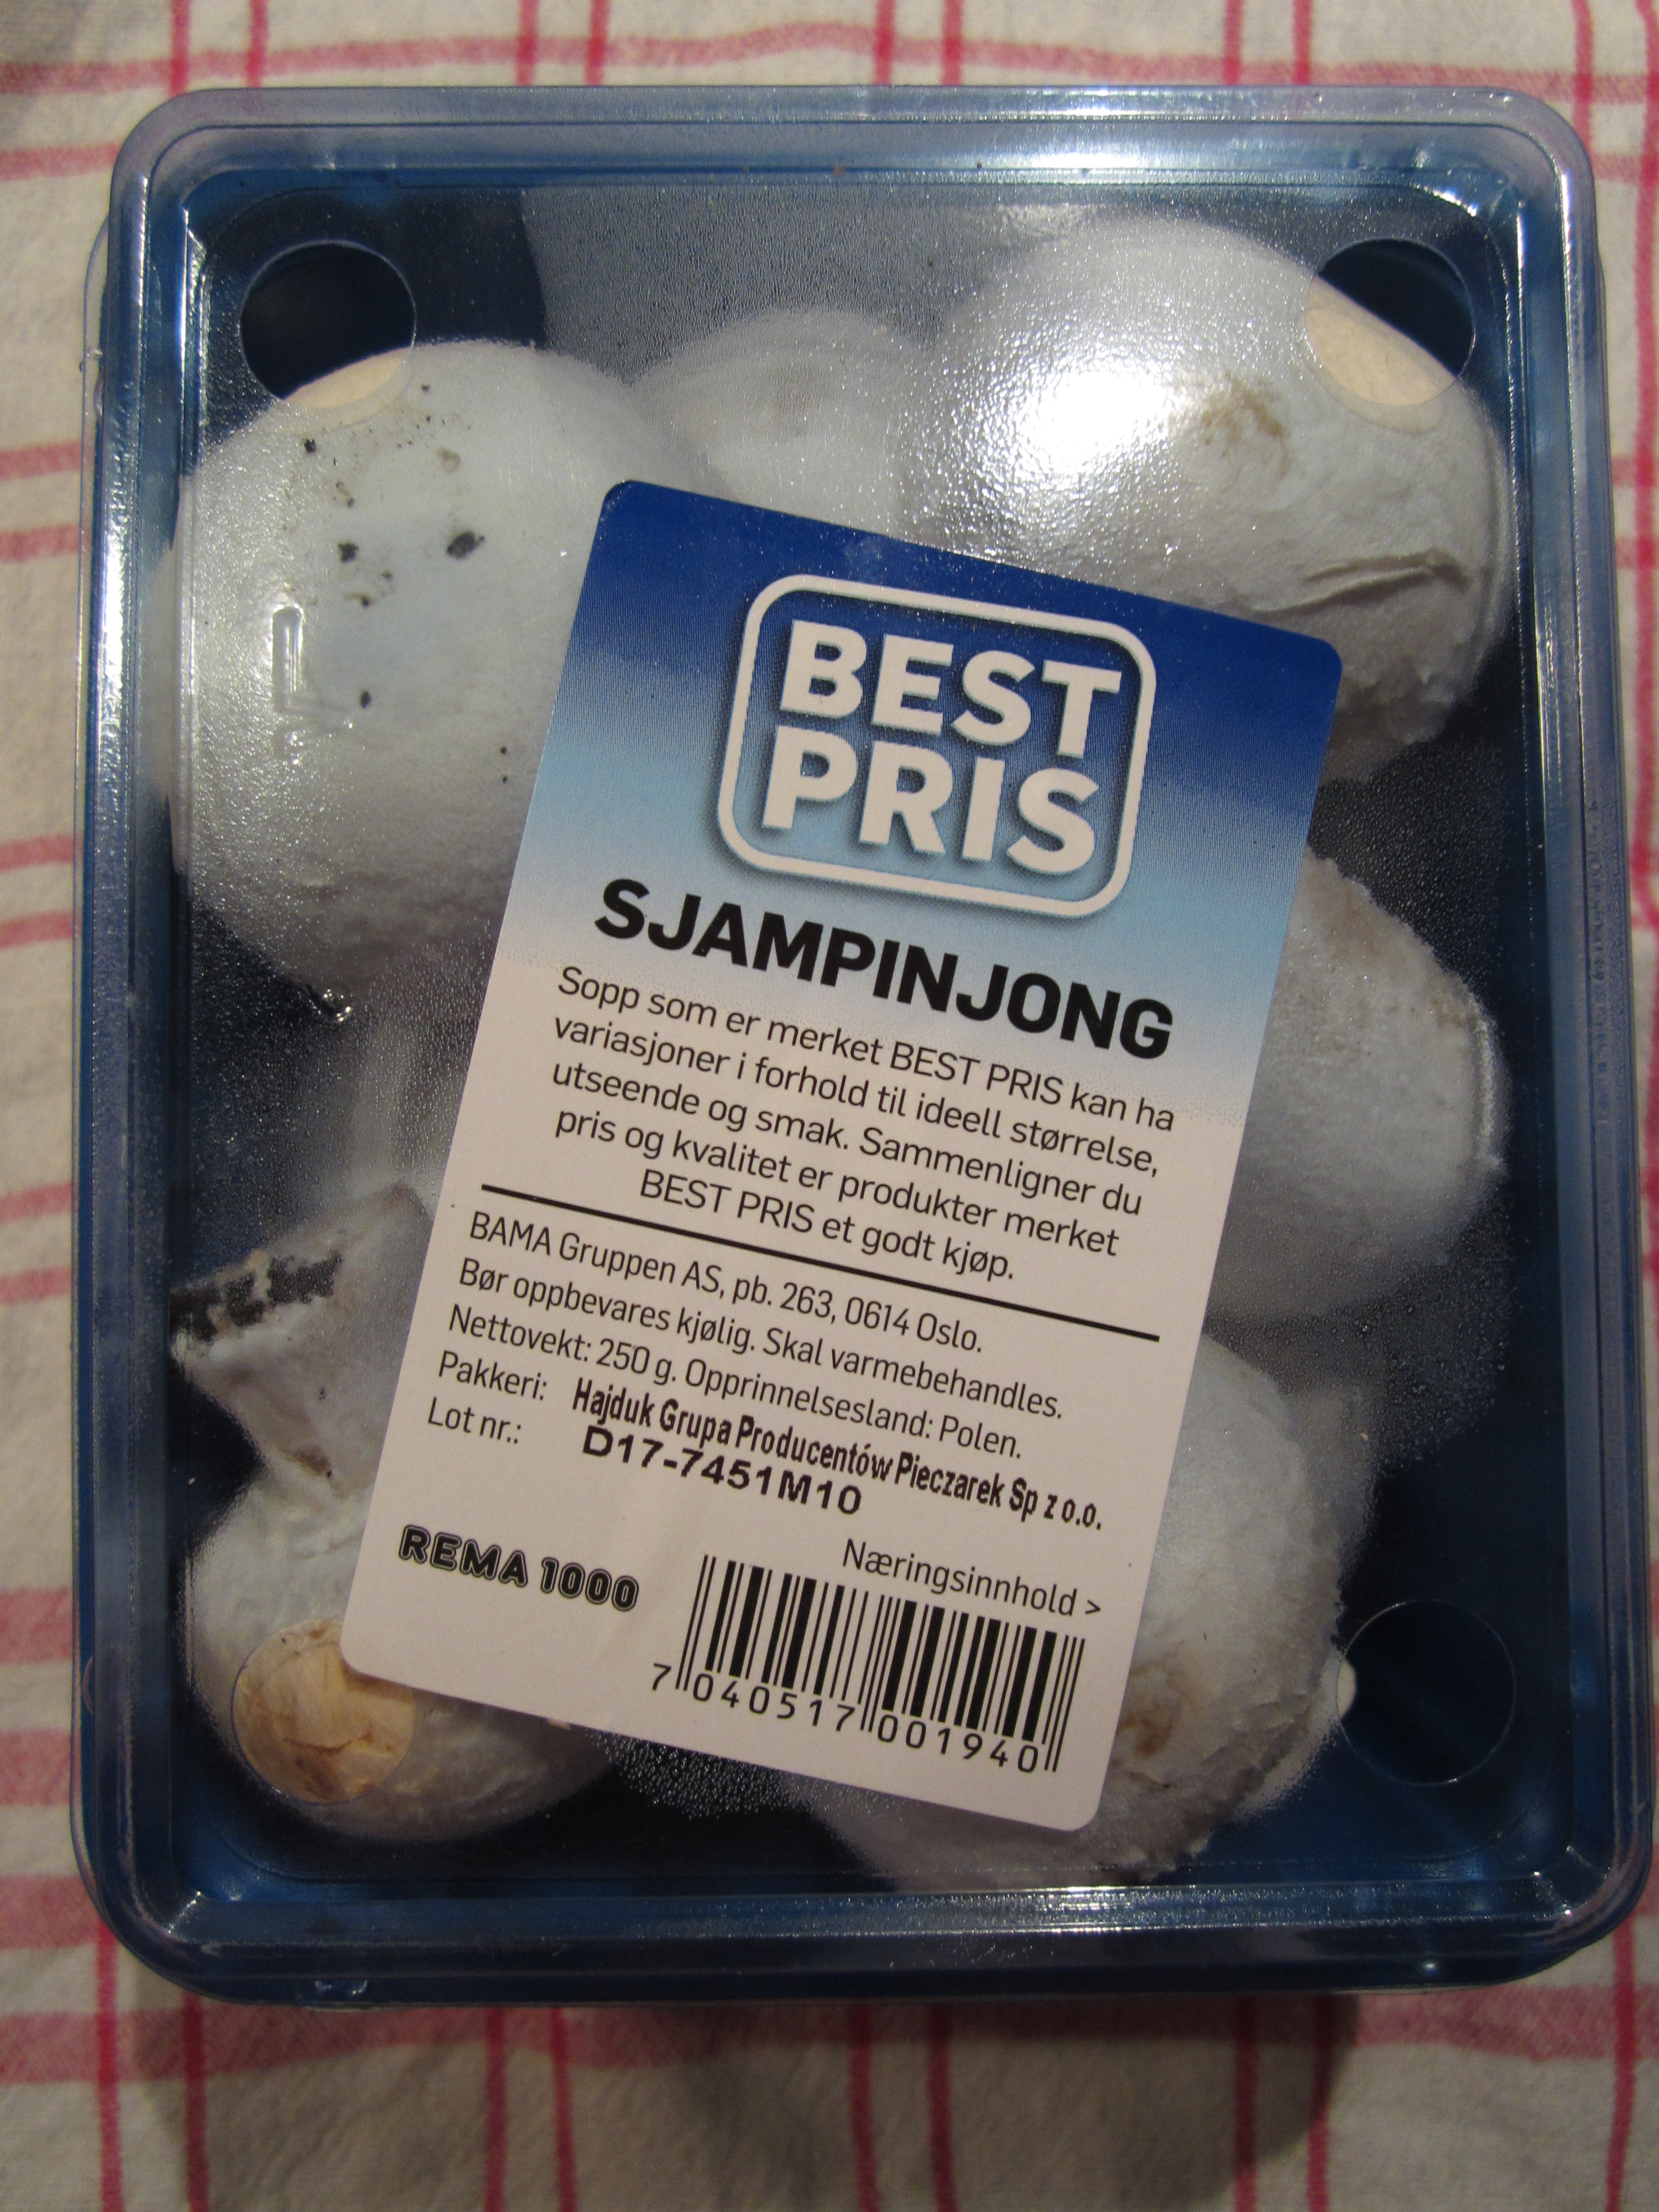 BEST
PRIS
SJAMPINJONG
Sopp som er merket BEST PRIS kan ha
variasjoner i forhold til ideell størrelse,
utseende og smak. Sammenligner du
pris og kvalitet er produkter merket
BEST PRIS et godt kjøp.
BAMA Gruppen AS, pb. 263, 0614 Oslo.
Bør oppbevares kjølig. Skal varmebehandles.
Nettovekt: 250 g. Opprinnelsesland: Polen.
Pakkeri: Hajduk Grupa Producentów Pieczarek Sp z o.o.
Lot nr.: D17-7451M10
Næringsinnhold >
REMA 1000
7 040517 001940